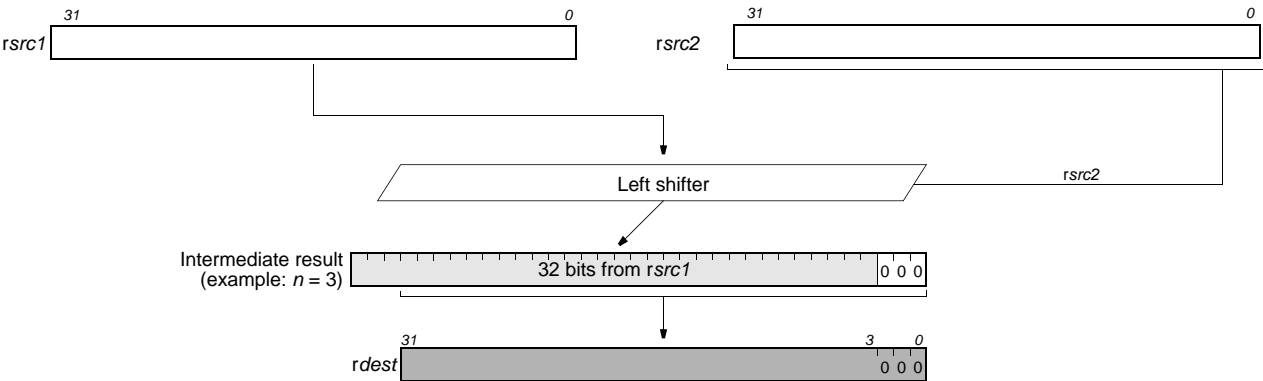 31 0
31 0
rsrc1
rsrc2
Left shifter
rsrc2
Intermediate result
(example: n = 3)
32 bits from rsrc1
0 0 0
31 3 0
rdest
0 0 0